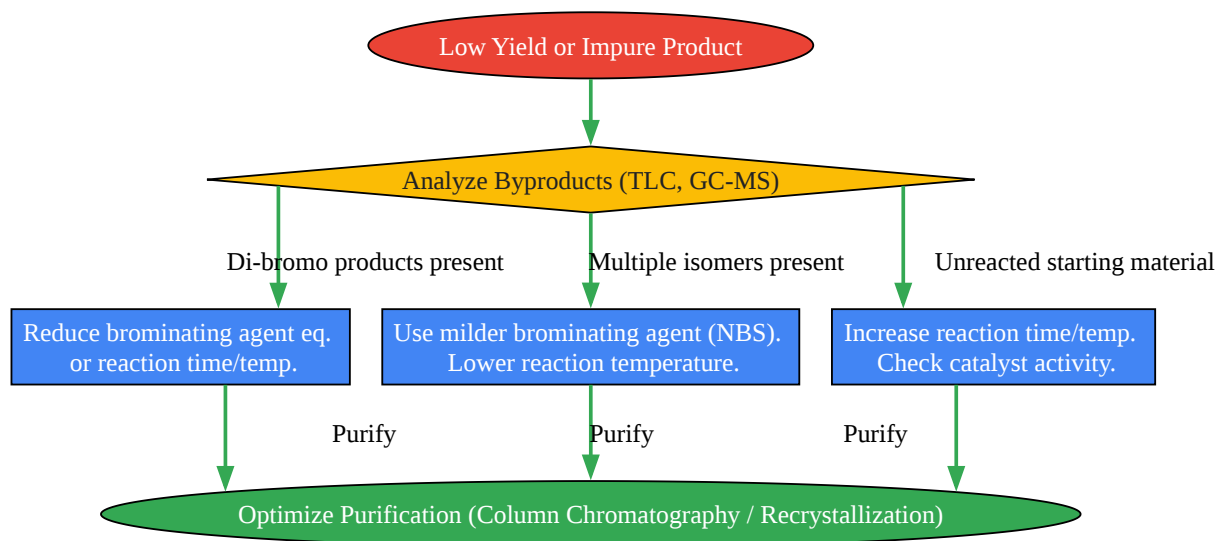 Low Yield or Impure Product
Analyze Byproducts (TLC, GC-MS)
Di-bromo products present
Multiple isomers present
Unreacted starting material
Reduce brominating agent eq.
or reaction time/temp.
Use milder brominating agent (NBS).
Lower reaction temperature.
Increase reaction time/temp.
Check catalyst activity.
Purify
Purify
Purify
Optimize Purification (Column Chromatography / Recrystallization)